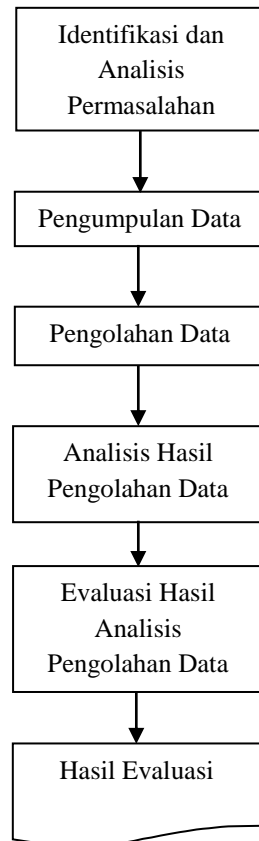 Identifikasi dan
Analisis
Permasalahan
Pengumpulan Data
Pengolahan Data
Analisis Hasil
Pengolahan Data
Evaluasi Hasil
Analisis
Pengolahan Data
Hasil Evaluasi